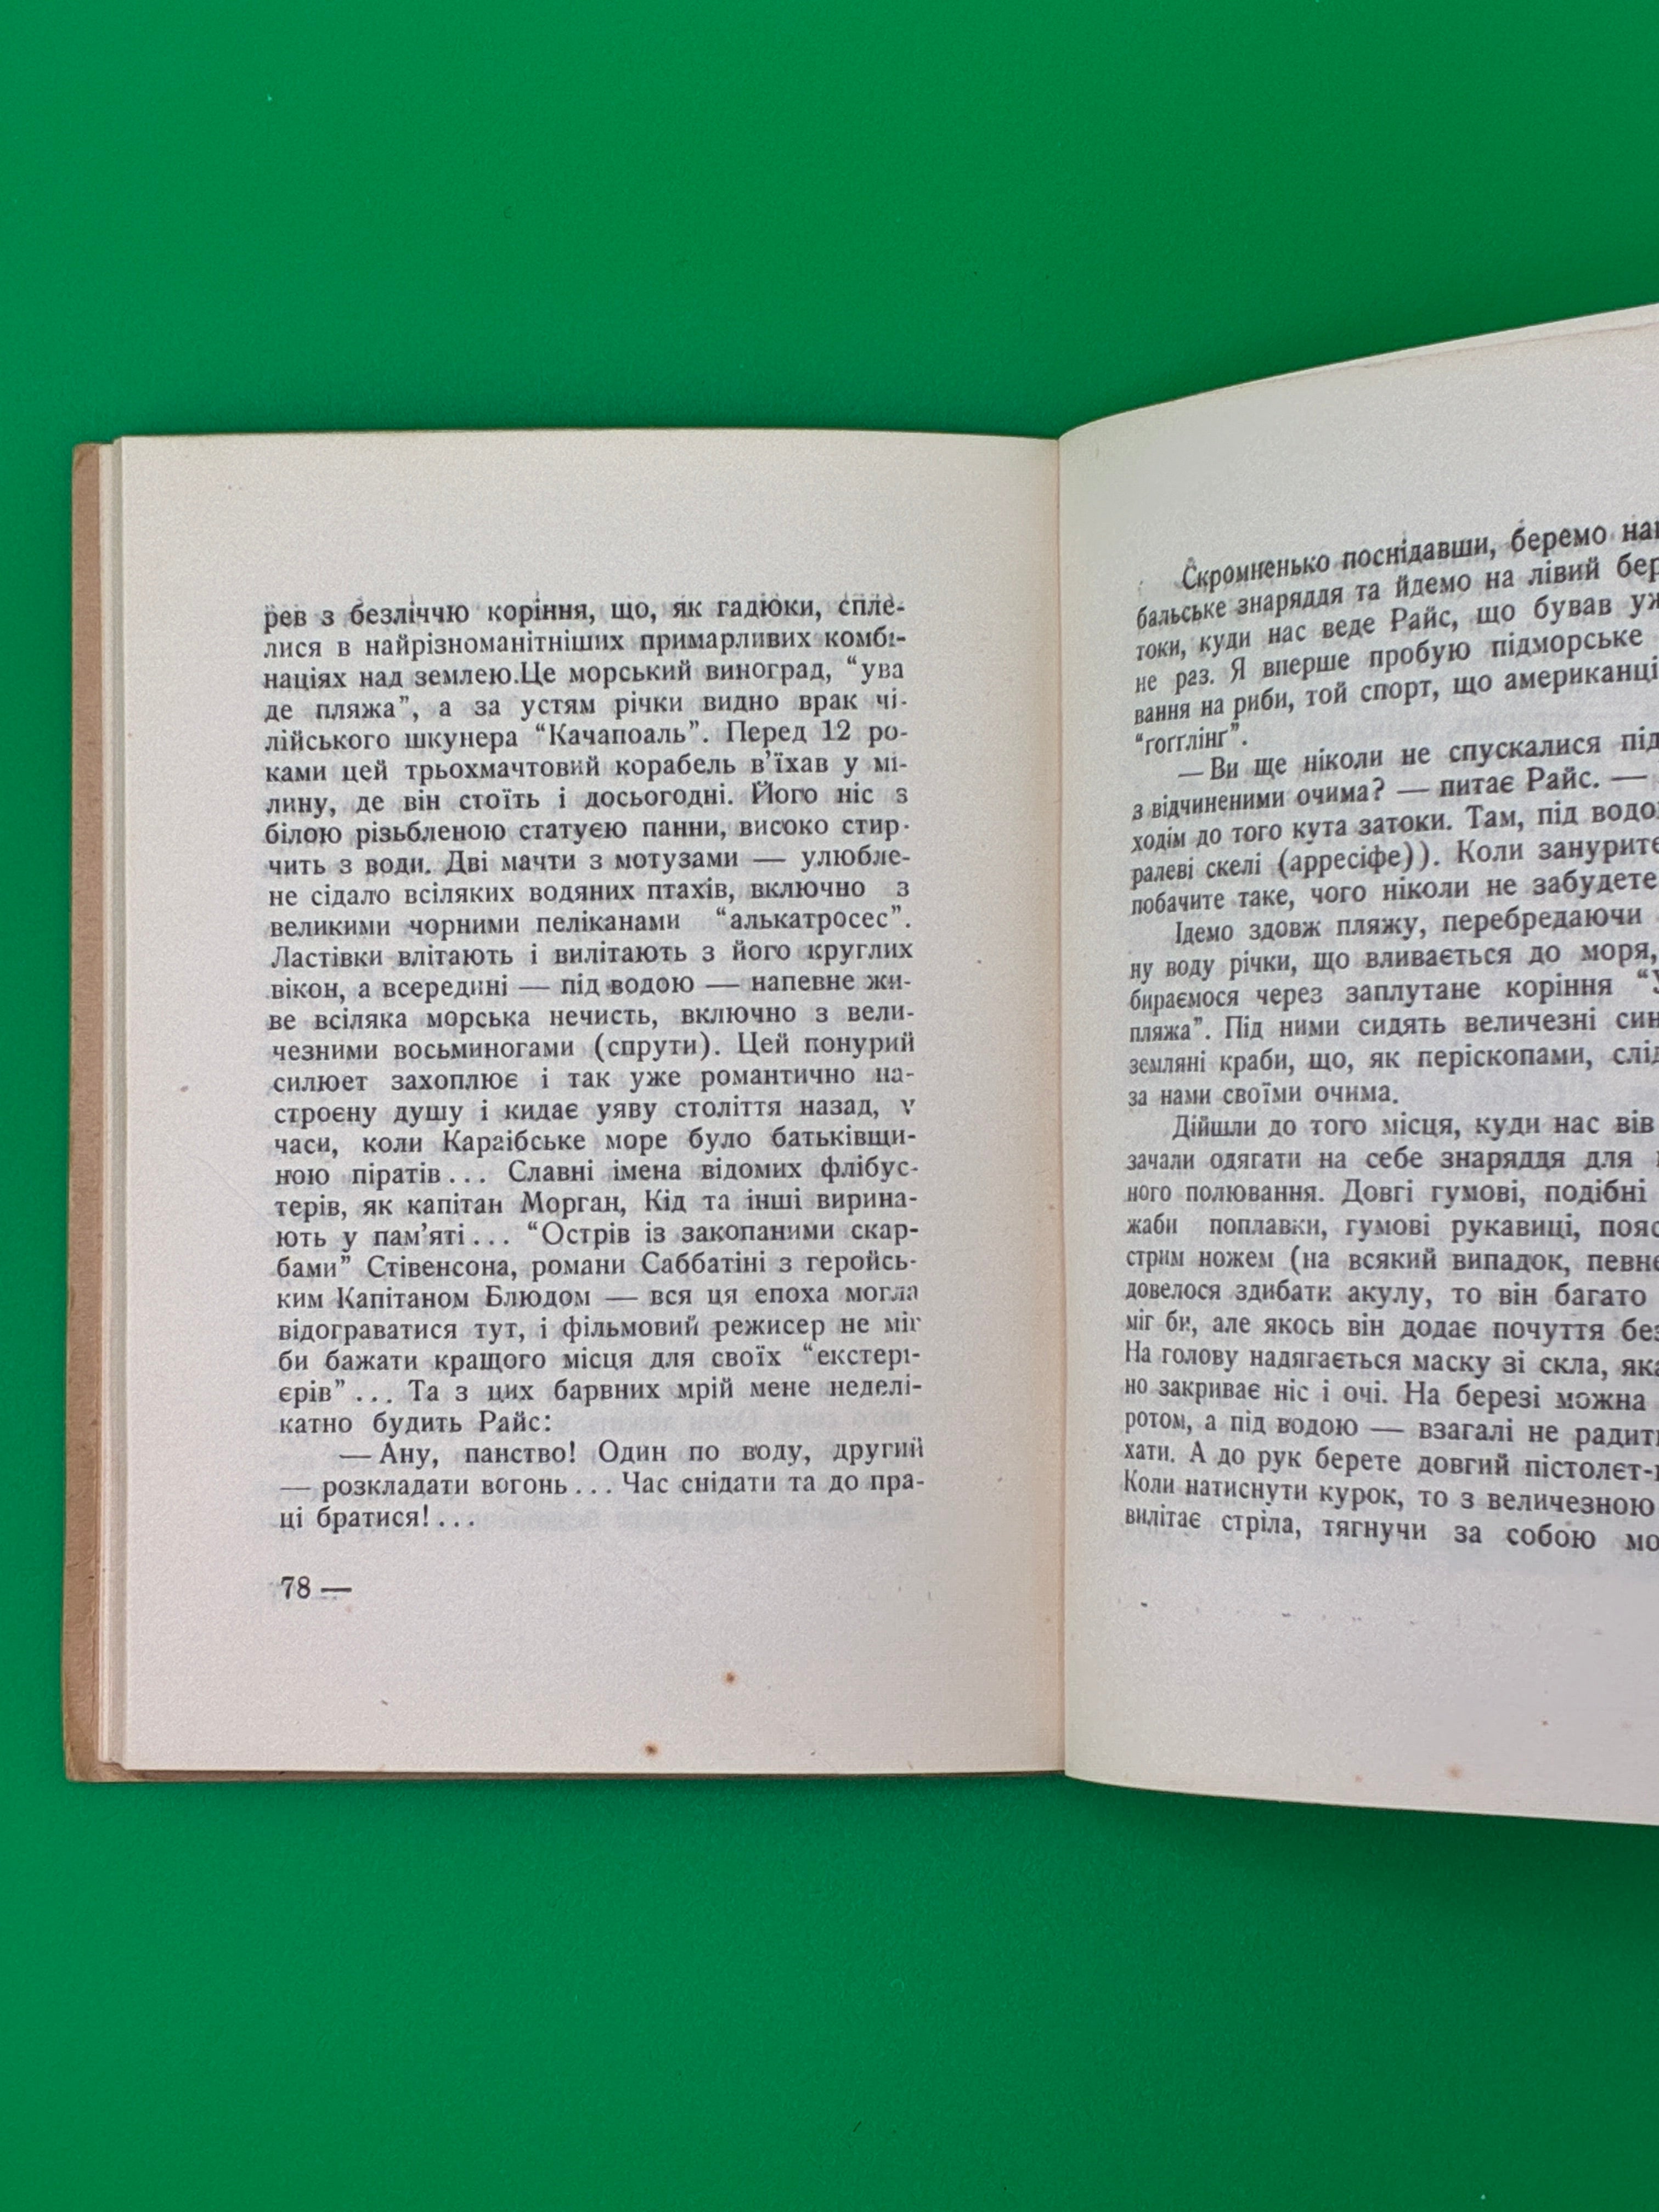 рев з безліччю коріння, що, як гадюки, спле-
лися в найрізноманітніших примарливих комбі-
націях над землею.Це морський виноград, “ува
де пляжа”, а за устям річки видно врак чі-
лійського шкунера “Качапоаль”. Перед 12 ро-
ками цей трьохмачтовий корабель в’їхав у мі-
лину, де він стоїть і досьогодні. Його ніс з
білою різьбленою статуєю панни, високо стир-
чить з води. Дві мачти з мотузами — улюбле-
не сідало всіляких водяних птахів, включно з
великими чорними пеліканами “алькатросес”.
Ластівки влітають і вилітають з його круглих
вікон, а всередині — під водою — напевне жи-
ве всіляка морська нечисть, включно з вели-
чезними восьминогами (спрути). Цей понурий
силюет захоплює і так уже романтично на-
строєну душу і кидає уяву століття назад, у
часи, коли Караібське море було батьківщи-
ною піратів... Славні імена відомих флібус-
терів, як капітан Морган, Кід та інші вирина-
ють у пам’яті... “Острів із закопаними скар-
бами” Стівенсона, романи Саббатіні з геройсь-
ким Капітаном Блюдом — вся ця епоха могла
відограватися тут, і фільмовий режисер не міг
би бажати кращого місця для своїх “екстері-
єрів”... Та з цих барвних мрій мене неделі-
катно будить Райс:
— Ану, панство! Один по воду, другий
— розкладати вогонь... Час снідати та до пра-
ці братися!...
78 —
Скромненько поснідавши, беремо
бальське знаряддя та йдемо на лівий бер
токи, куди нас веде Райс, що бував
не раз. Я вперше пробую підморське
вання на риби, той спорт, що американці
“ґоґґлінґ”.
— Ви ще ніколи не спускалися під
з відчиненими очима? — питає Райс. —
ходім до того кута затоки. Там, під водо
ралеві скелі (арресіфе)). Коли занурите
побачите таке, чого ніколи не забудете
Ідемо здовж пляжу, перебредаючи
ну воду річки, що вливається до моря,
бираємося через заплутане коріння “У
пляжа”. Під ними сидять величезні син
земляні краби, що, як періскопами, слід
за нами своїми очима.
Дійшли до того місця, куди нас вів
зачали одягати на себе знаряддя для
ного полювання. Довгі гумові, подібні
жаби поплавки, гумові рукавиці, пояс
стрим ножем (на всякий випадок, певне
довелося здибати акулу, то він багато
міг би, але якось він додає почуття без
На голову надягається маску зі скла, яка
но закриває ніс і очі. На березі можна
ротом, а під водою — взагалі не радить
хати. А до рук берете довгий пістолєт-
Коли натиснути курок, то з величезною
вилітає стріла, тягнучи за собою мо